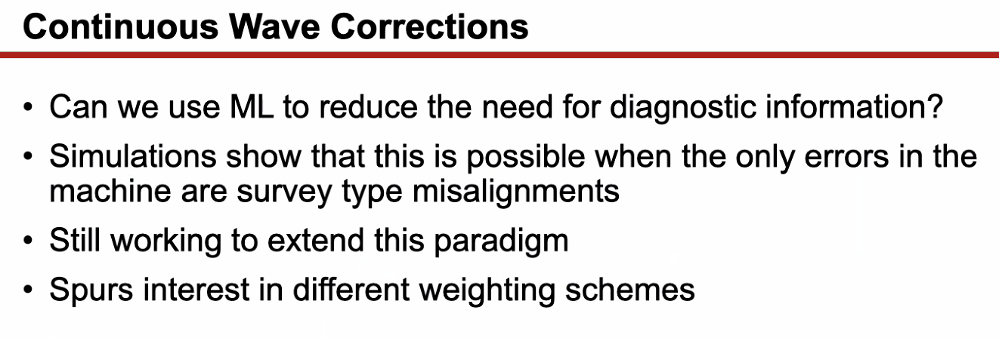 Continuous Wave Corrections
• Can we use ML to reduce the need for diagnostic information?
• Simulations show that this is possible when the only errors in the
machine are survey type misalignments
• Still working to extend this paradigm
• Spurs interest in different weighting schemes